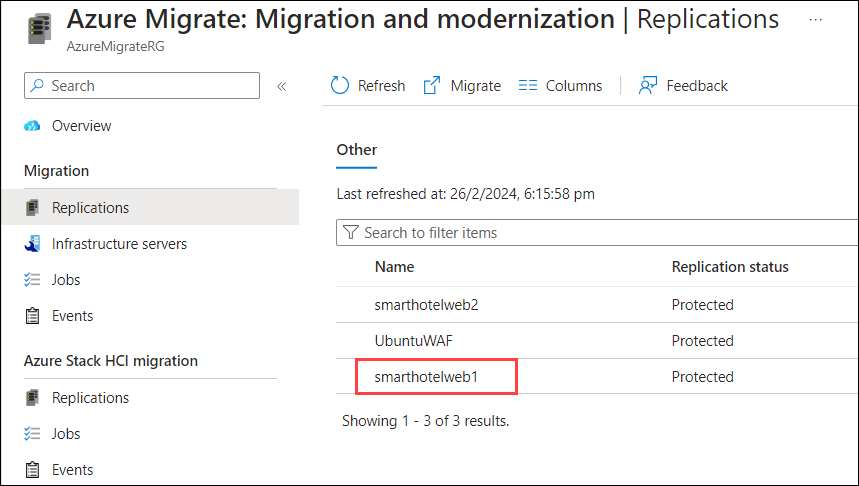 Azure Migrate: Migration and modernization | Replications ...
AzureMigrateRG
Search «
Overview
Migration
Replications
Infrastructure servers
Jobs
Events
Azure Stack HCI migration
Replications
Jobs
Events
Refresh Migrate Columns Feedback
Other
Last refreshed at: 26/2/2024, 6:15:58 pm
Search to filter items
Name Replication status
smarthotelweb2 Protected
UbuntuWAF Protected
smarthotelweb1 Protected
Showing 1 - 3 of 3 results.